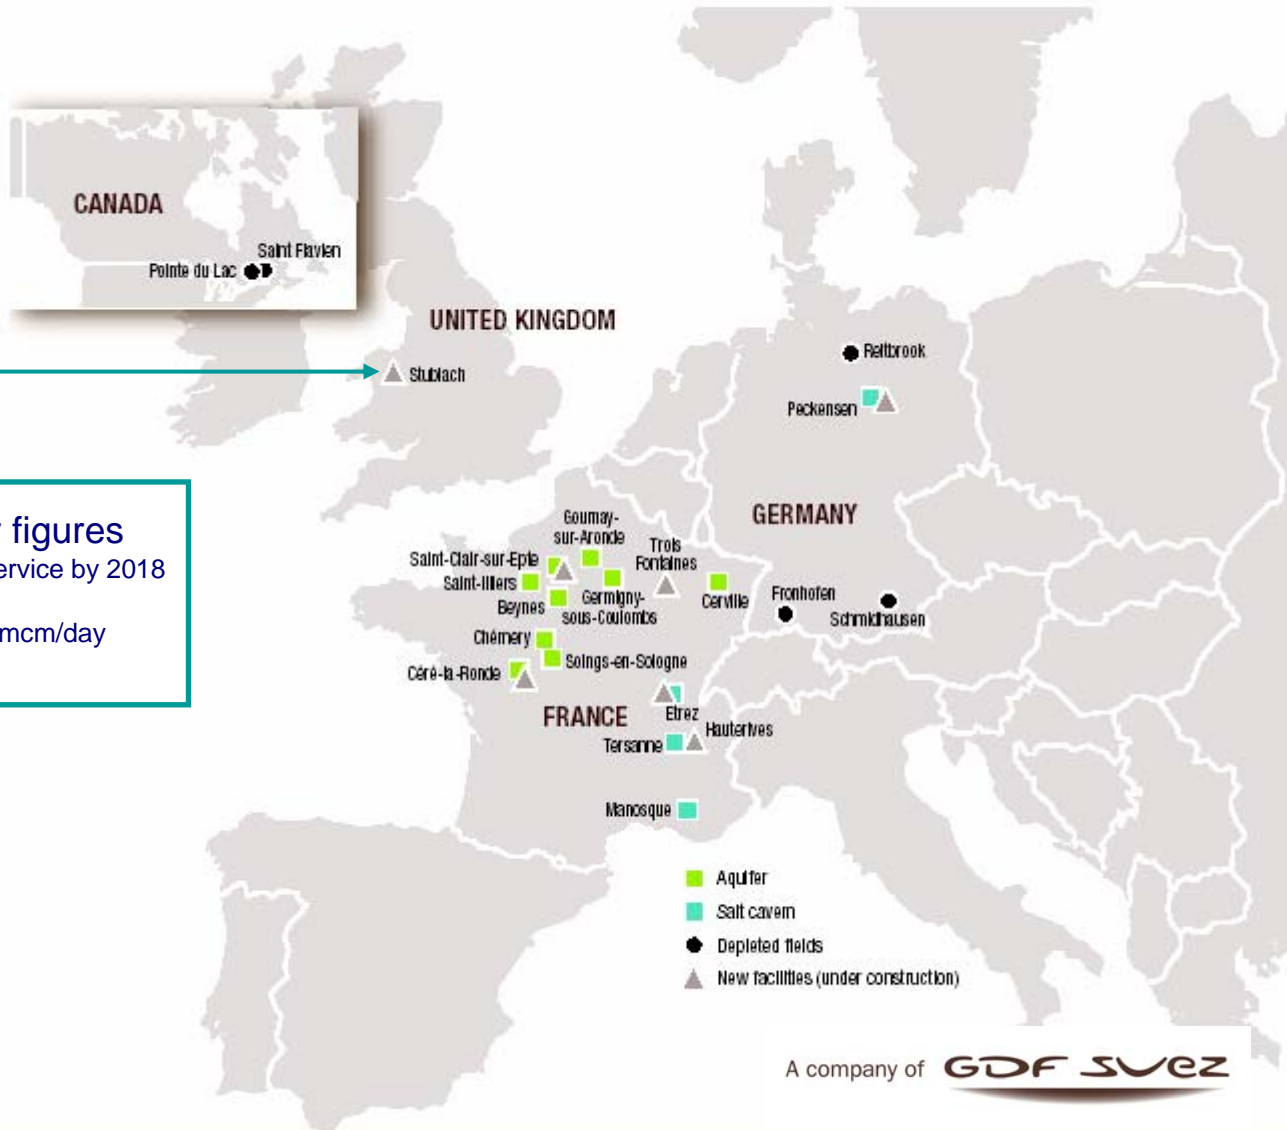 CANADA
Saint Flavien
Pointe du Lac
UNITED KINGDOM
Stublach
Reitbrook
Peckensen
figures
ervice by 2018
mcm/day
GERMANY
Gournay-
sur-Aronde
Trois
Fontaines
Saint-Clair-sur-Epte
Saint-Illiers
Beynes
Germigny-
sous-Coulombs
Cerville
Fronhofen
Schmidhausen
Chémery
Soings-en-Sologne
Céré-la-Ronde
FRANCE
Etrez
Hauterives
Tersanne
Manosque
Aquifer
Salt cavern
Depleted fields
New facilities (under construction)
A company of GDF SUEZ